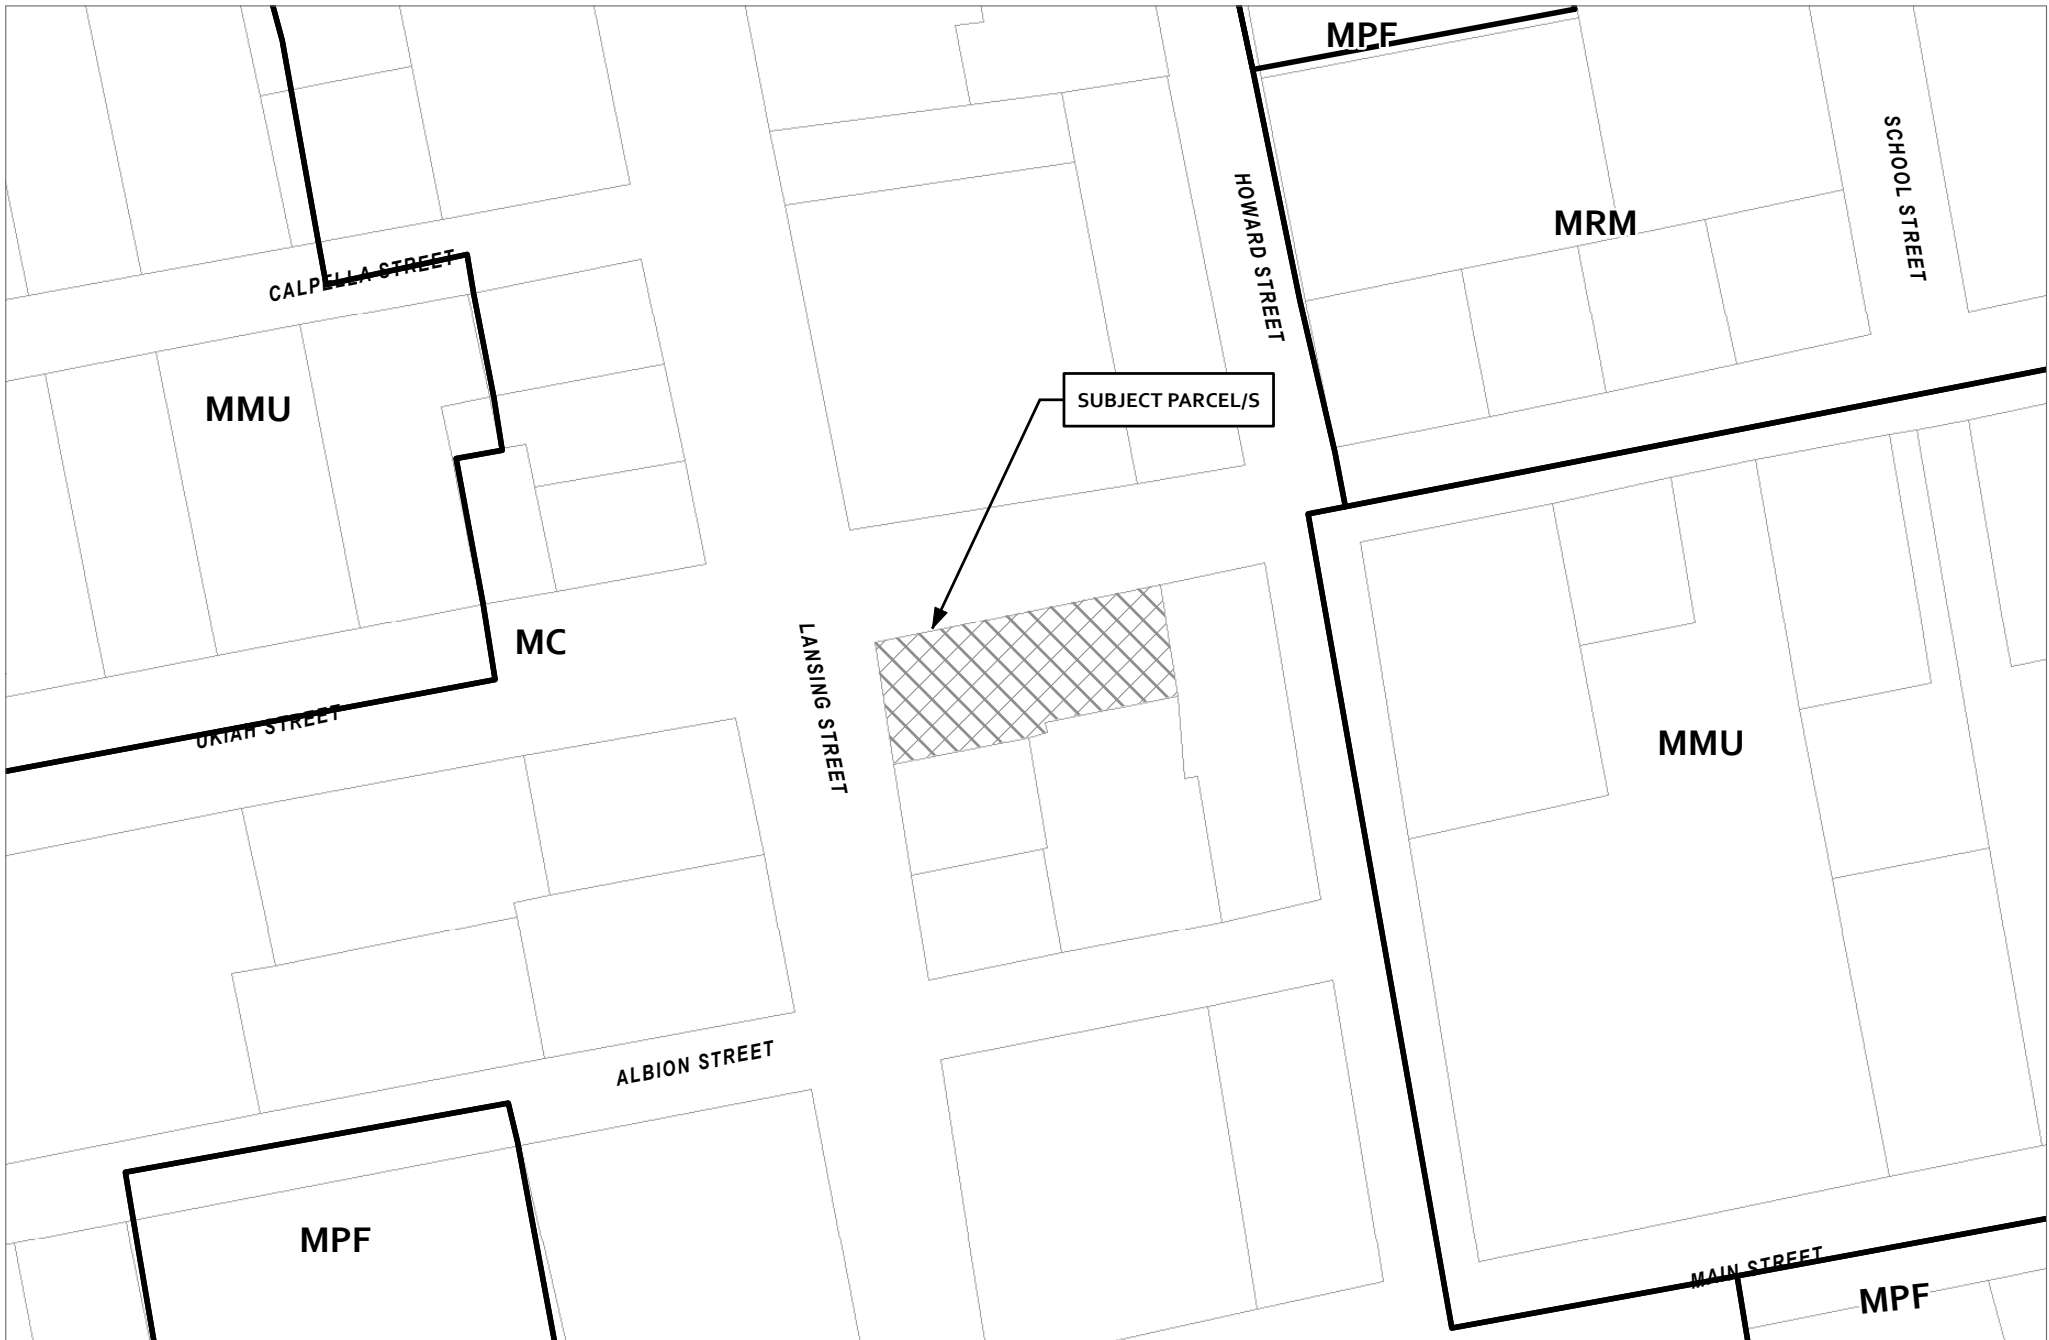 MPF
SCHOOL STREET
HOWARD STREET
MRM
CALPELLA STREET
MMU
SUBJECT PARCEL/S
MC
LANSING STREET
UKIAH STREET
MMU
ALBION STREET
MPF
MAIN STREET
MPF